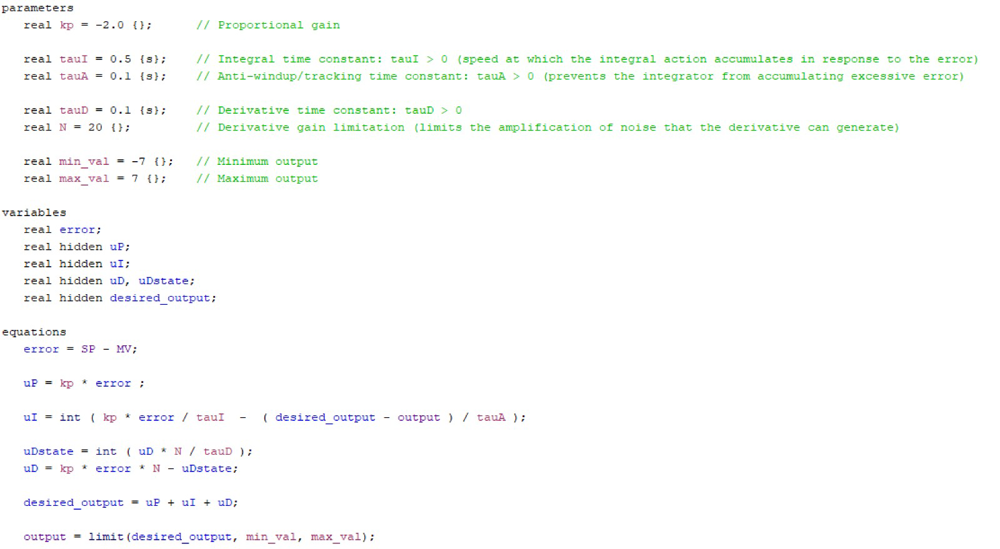 parameters
real kp = -2.0 {}; // Proportional gain
real tauI = 0.5 {s}; // Integral time constant: tauI > 0 (speed at which the integral action accumulates in response to the error)
real tauA = 0.1 {s}; // Anti-windup/tracking time constant: tauA > 0 (prevents the integrator from accumulating excessive error)
real tauD = 0.1 {s}; // Derivative time constant: tauD > 0
real N = 20 {}; // Derivative gain limitation (limits the amplification of noise that the derivative can generate)
real min_val = -7 {}; // Minimum output
real max_val = 7 {}; // Maximum output
variables
real error;
real hidden uP;
real hidden uI;
real hidden uD, uDstate;
real hidden desired_output;
equations
error = SP - MV;
uP = kp * error ;
uI = int ( kp * error / tauI - ( desired_output - output ) / tauA );
uDstate = int ( uD * N / tauD );
uD = kp * error * N - uDstate;
desired_output = uP + uI + uD;
output = limit(desired_output, min_val, max_val);